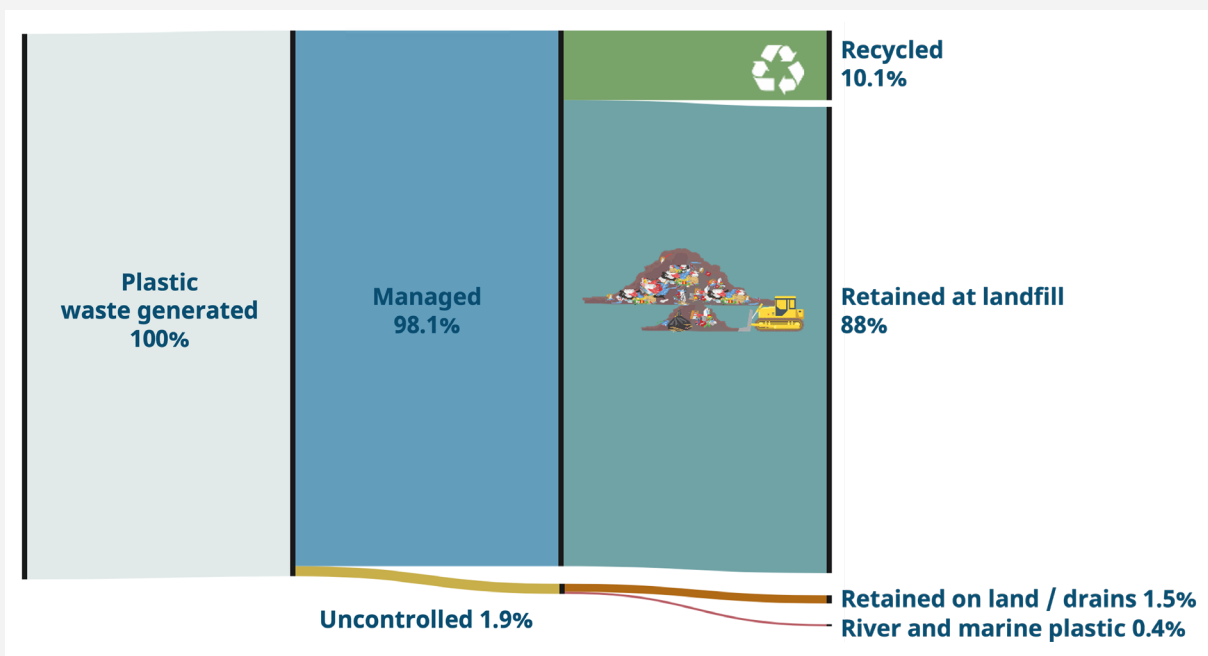 Plastic
waste generated
100%
Managed
98.1%
Uncontrolled 1.9%
Recycled
10.1%
Retained at landfill
88%
Retained on land / drains 1.5%
River and marine plastic 0.4%